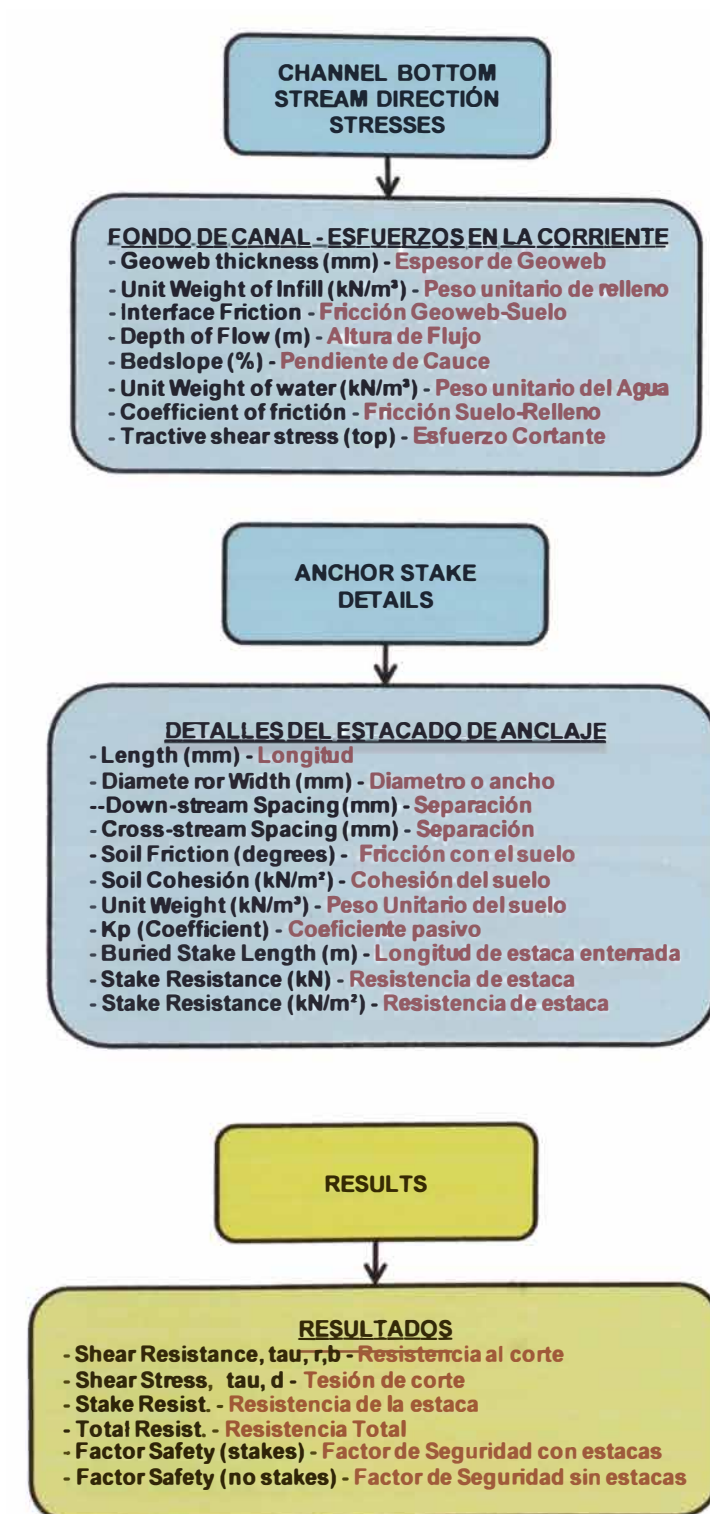 CHANNEL BOTTOM
STREAM DIRECTIÓN
STRESSES
FONDO DE CANAL - ESFUERZOS EN LA CORRIENTE
- Geoweb thickness (mm) - Espesor de Geoweb
- Unit Weight of Infill (kN/m³) - Peso unitario de relleno
- Interface Friction - Fricción Geoweb-Suelo
- Depth of Flow (m) - Altura de Flujo
- Bedslope (%) - Pendiente de Cauce
- Unit Weight of water (kN/m³) - Peso unitario del Agua
- Coefficient of frictión - Fricción Suelo-Relleno
- Tractive shear stress (top) - Esfuerzo Cortante
ANCHOR STAKE
DETAILS
DETALLES DEL ESTACADO DE ANCLAJE
- Length (mm) - Longitud
- Diamete ror Width (mm) - Diametro o ancho
--Down-stream Spacing (mm) - Separación
- Cross-stream Spacing (mm) - Separación
- Soil Friction (degrees) - Fricción con el suelo
- Soil Cohesión (kN/m²) - Cohesión del suelo
- Unit Weight (kN/m³) - Peso Unitario del suelo
- Kp (Coefficient) - Coeficiente pasivo
- Buried Stake Length (m) - Longitud de estaca enterrada
- Stake Resistance (kN) - Resistencia de estaca
- Stake Resistance (kN/m²) - Resistencia de estaca
RESULTS
RESULTADOS
- Shear Resistance, tau, r,b - Resistencia al corte
- Shear Stress, tau, d - Tesión de corte
- Stake Resist. - Resistencia de la estaca
- Total Resist. - Resistencia Total
- Factor Safety (stakes) - Factor de Seguridad con estacas
- Factor Safety (no stakes) - Factor de Seguridad sin estacas